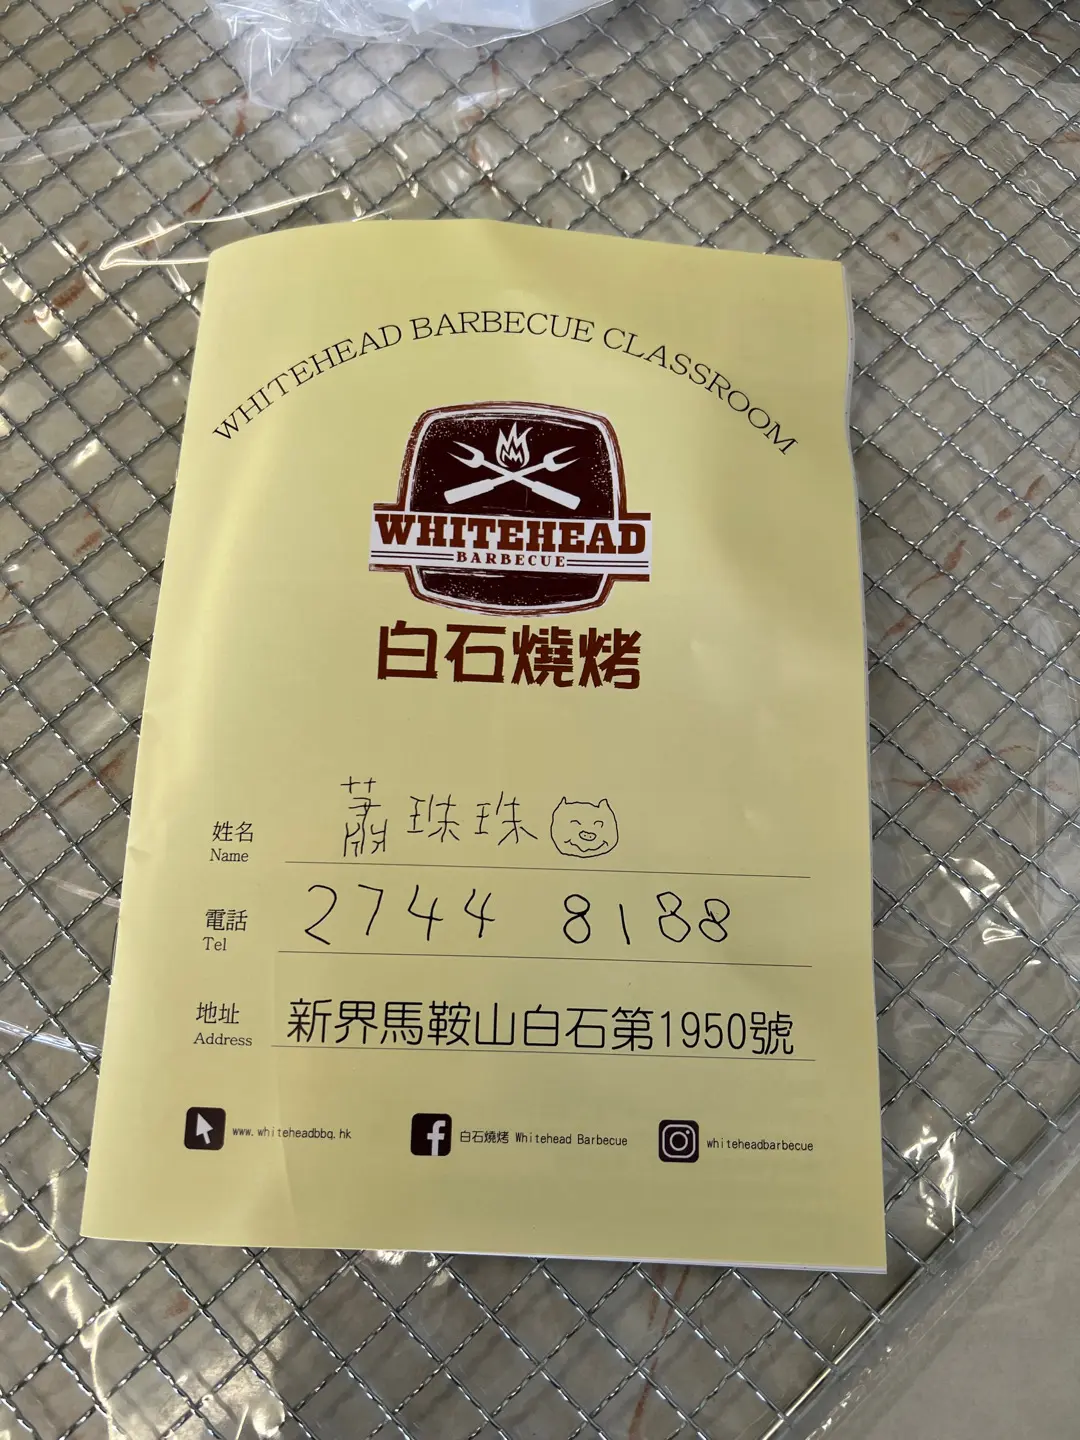 WHITEHEAD BARBECUE CLASSROOM
WHITEHEAD
BARBECUE
白石燒烤
姓名 蕭珠珠
Name
電話 2744 8188
Tel
地址 新界馬鞍山白石第1950號
Address
www.whiteheadbbq.hk 白石燒烤 Whitehead Barbecue whiteheadbarbecue